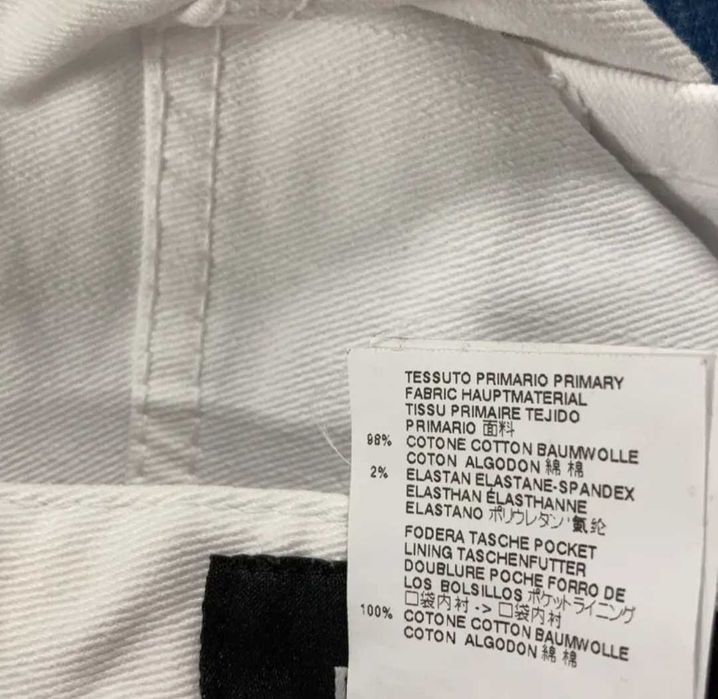 TESSUTO PRIMARIO PRIMARY
FABRIC HAUPTMATERIAL
TISSU PRIMAIRE TEJIDO
PRIMARIO 面料
98% COTONE COTTON BAUMWOLLE
COTON ALGODON 綿 棉
2% ELASTAN ELASTANE-SPANDEX
ELASTHAN ÉLASTHANNE
ELASTANO ポリウレタン 氨纶
FODERA TASCHE POCKET
LINING TASCHENFUTTER
DOUBLURE POCHE FORRO DE
LOS BOLSILLOS ポケットライニング
口袋内衬 -> 口袋内衬
100% COTONE COTTON BAUMWOLLE
COTON ALGODON 綿 棉